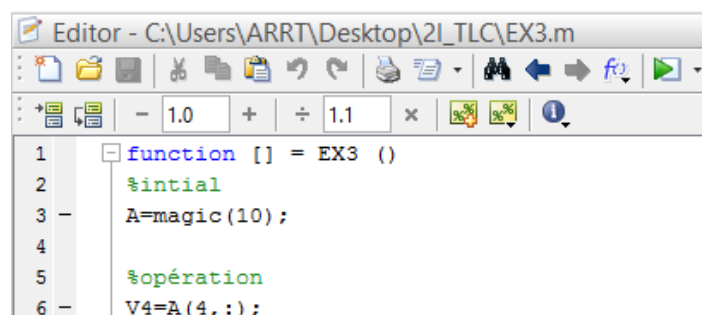 Editor - C:\Users\ARRT\Desktop\2I_TLC\EX3.m
- 1.0 + ÷ 1.1 ×
1 function [] = EX3 ()
2 %intial
3 - A=magic(10);
4
5 %opération
6 - V4=A(4,:);